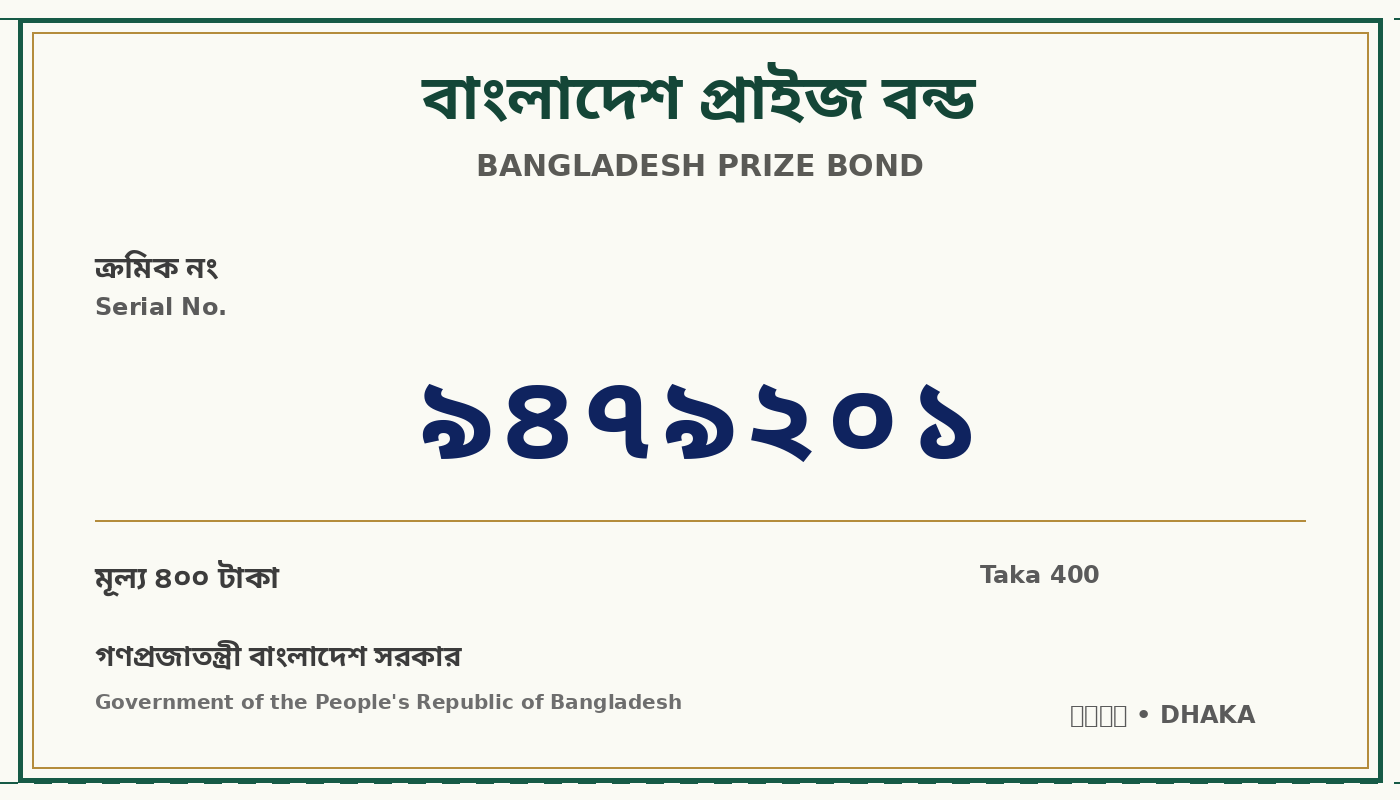 বাংলাদেশ প্রাইজ বন্ড
BANGLADESH PRIZE BOND
ক্রমিক নং
Serial No.
৯৪৭৯২০১
মূল্য ৪০০ টাকা
Taka 400
গণপ্রজাতন্ত্রী বাংলাদেশ সরকার
Government of the People's Republic of Bangladesh
• DHAKA